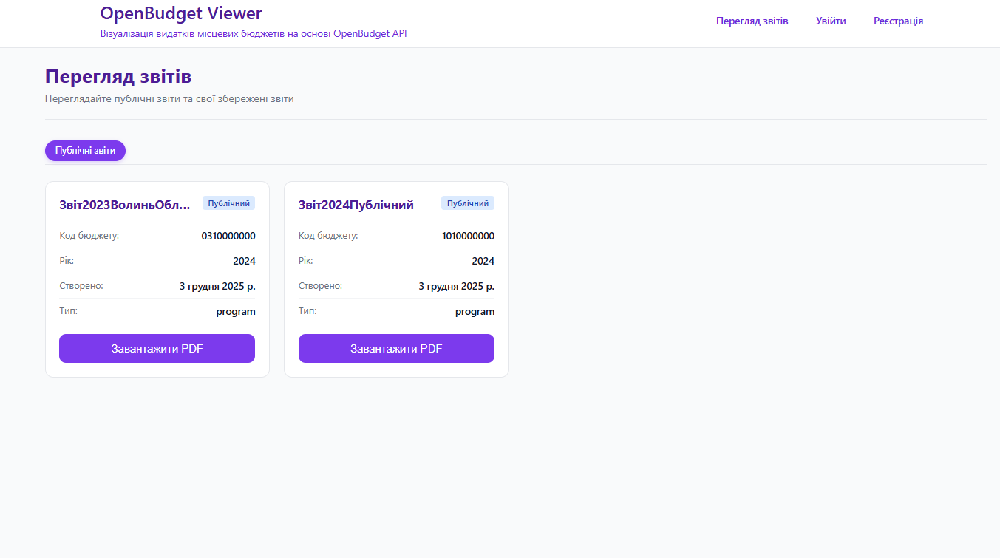 OpenBudget Viewer
Візуалізація видатків місцевих бюджетів на основі OpenBudget API
Перегляд звітів
Увійти
Реєстрація
Перегляд звітів
Переглядайте публічні звіти та свої збережені звіти
Публічні звіти
Звіт2023ВолиньОбл...
Публічний
Код бюджету: 0310000000
Рік: 2024
Створено: 3 грудня 2025 р.
Тип: program
Завантажити PDF
Звіт2024Публічний
Публічний
Код бюджету: 1010000000
Рік: 2024
Створено: 3 грудня 2025 р.
Тип: program
Завантажити PDF